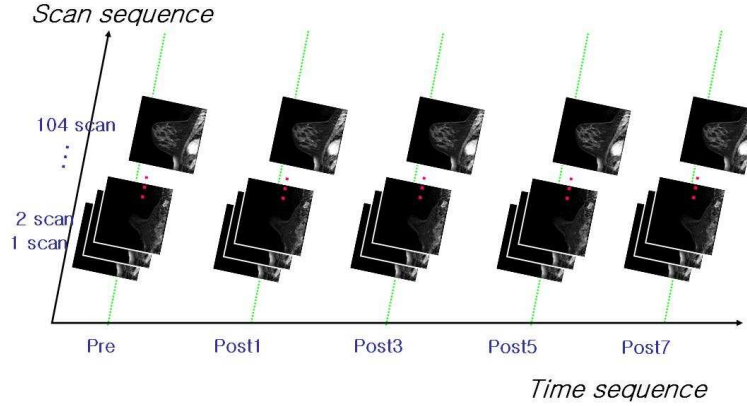 Scan sequence
104 scan
2 scan
1 scan
Pre Post1 Post3 Post5 Post7
Time sequence